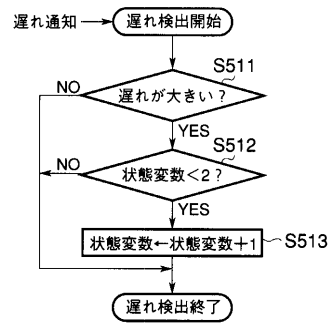 遅れ通知
遅れ検出開始
S511
遅れが大きい?
NO
YES
S512
状態変数<2?
NO
YES
状態変数←状態変数+1
S513
遅れ検出終了